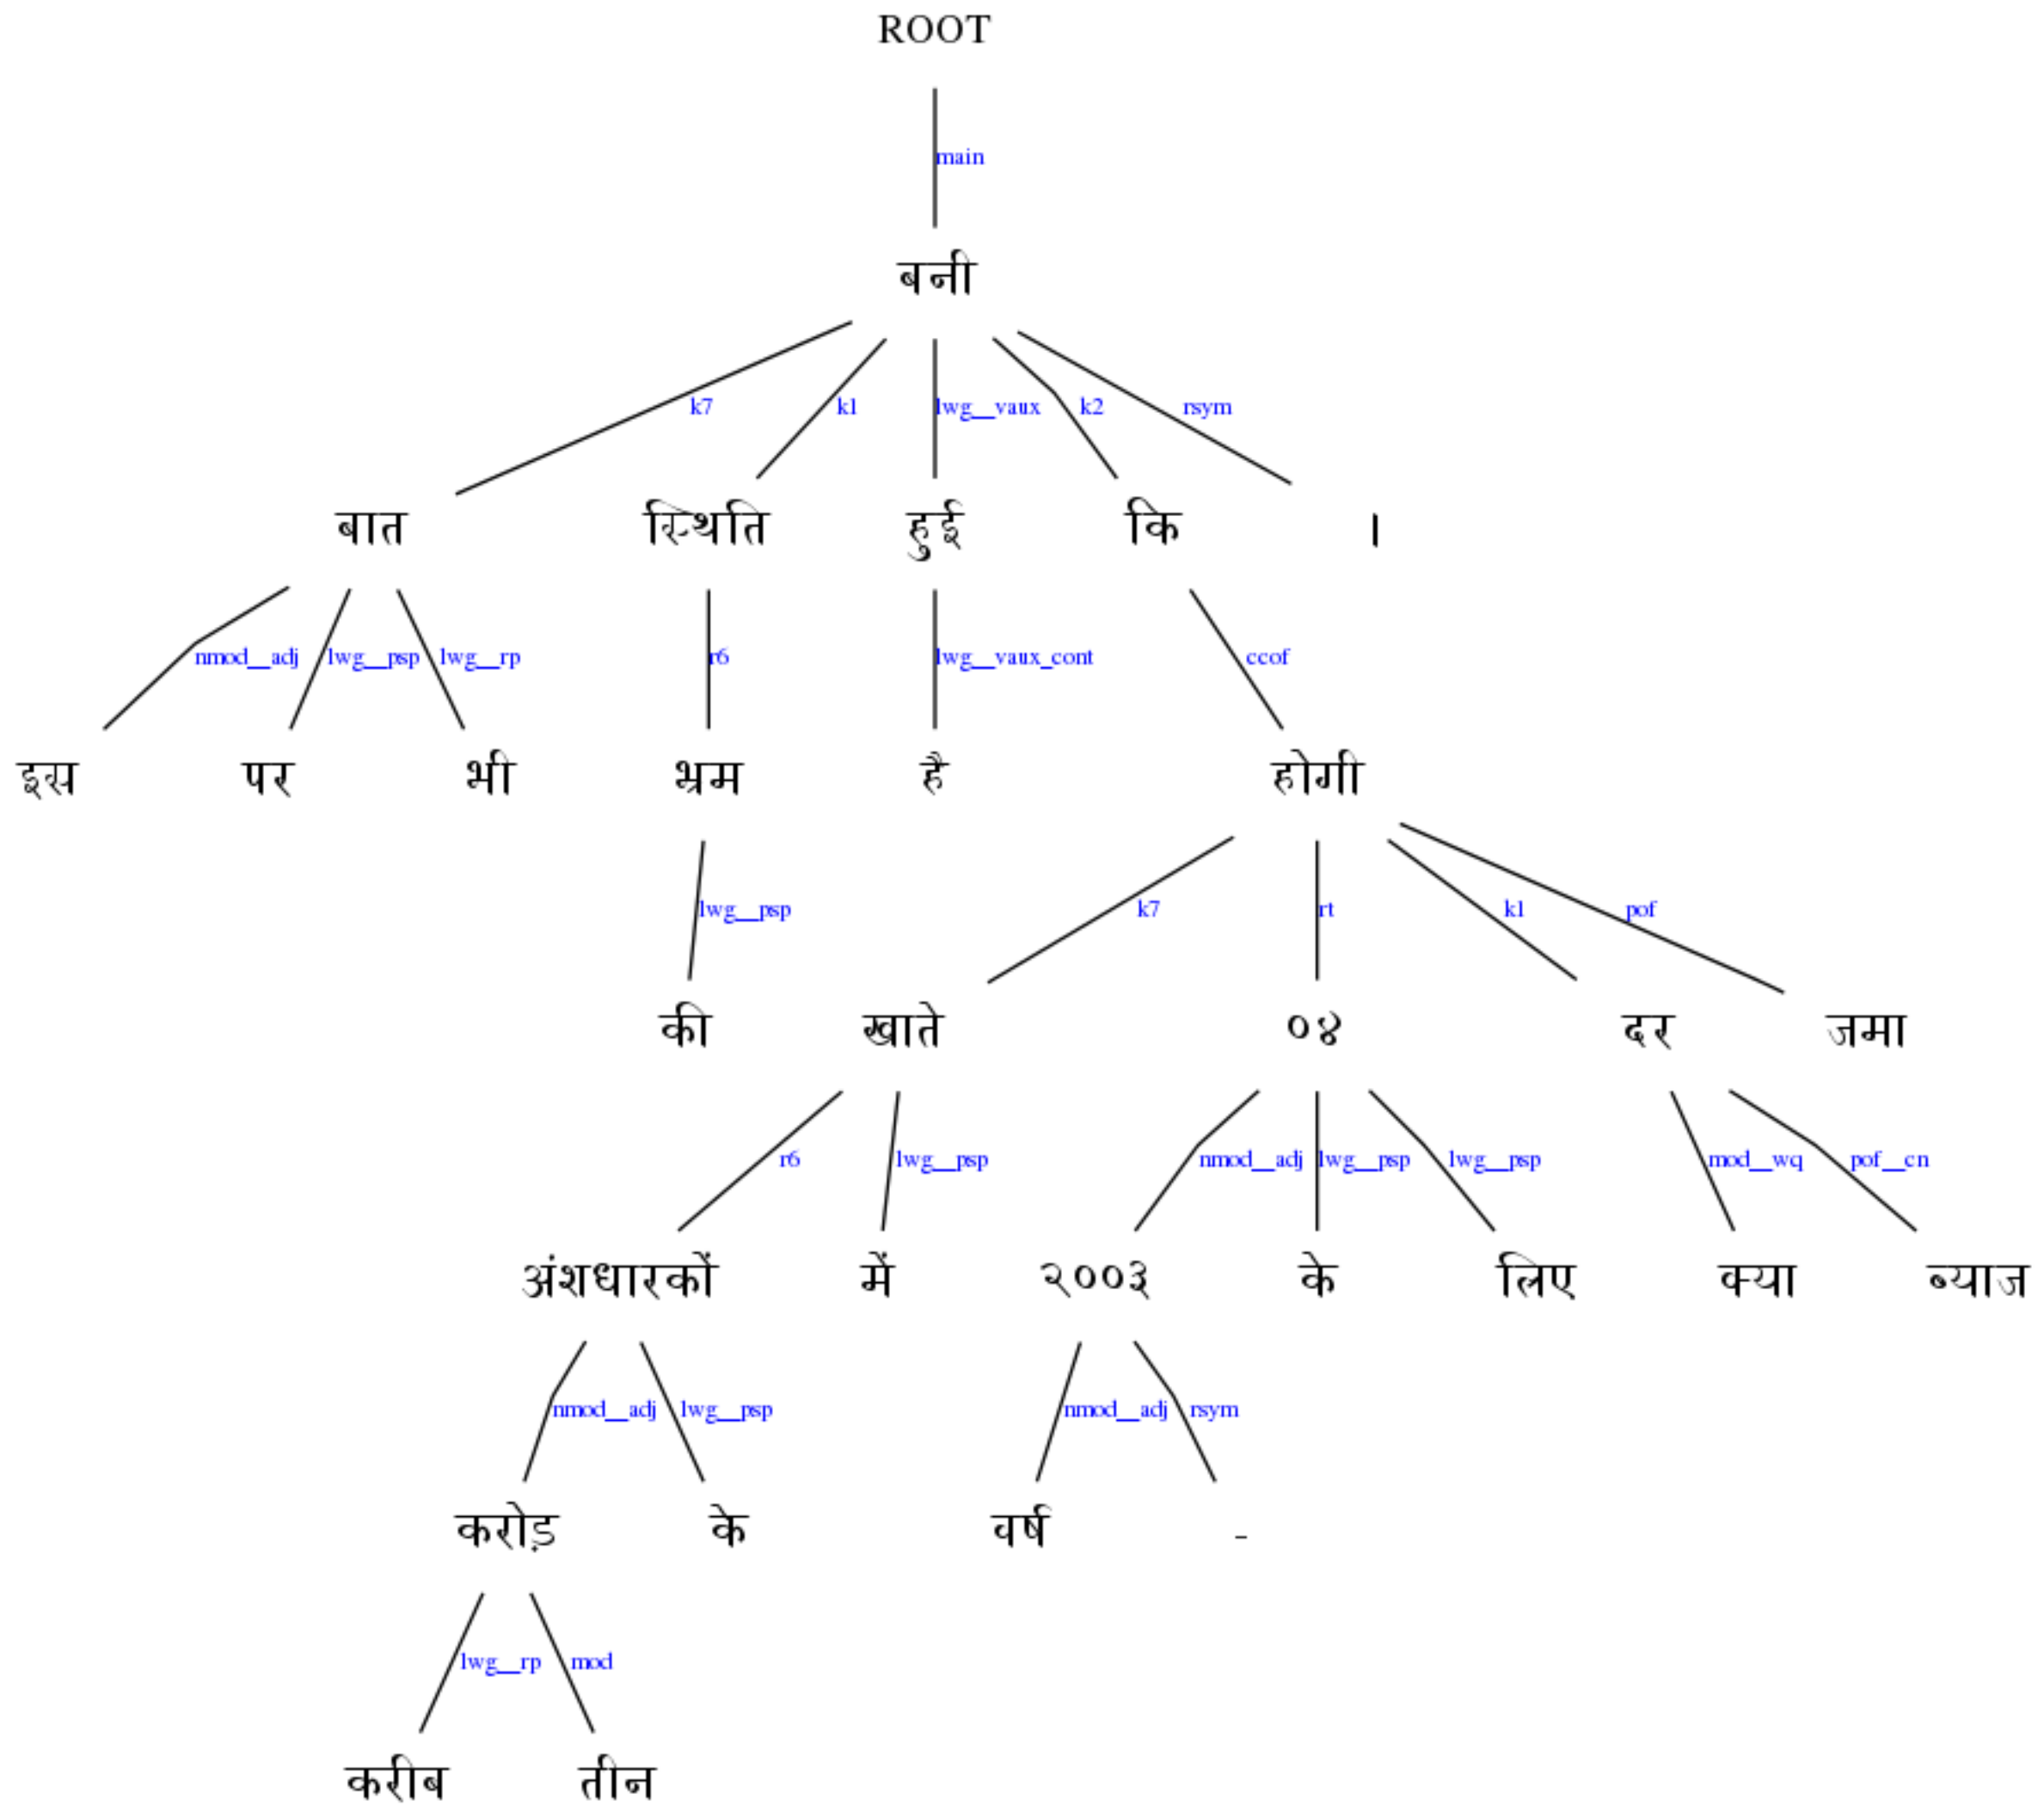 ROOT
main
बनी
k7 k1 lwg__vaux k2 rsym
बात स्थिति हुई कि ।
nmod__adj lwg__psp lwg__rp r6 lwg__vaux_cont ccof
इस पर भी भ्रम है होगी
lwg__psp k7 rt k1 pof
की खाते ०४ दर जमा
r6 lwg__psp nmod__adj lwg__psp lwg__psp mod__wq pof__cn
अंशधारकों में २००३ के लिए क्या ब्याज
nmod__adj lwg__psp nmod__adj rsym
करोड़ के वर्ष -
lwg__rp mod
करीब तीन